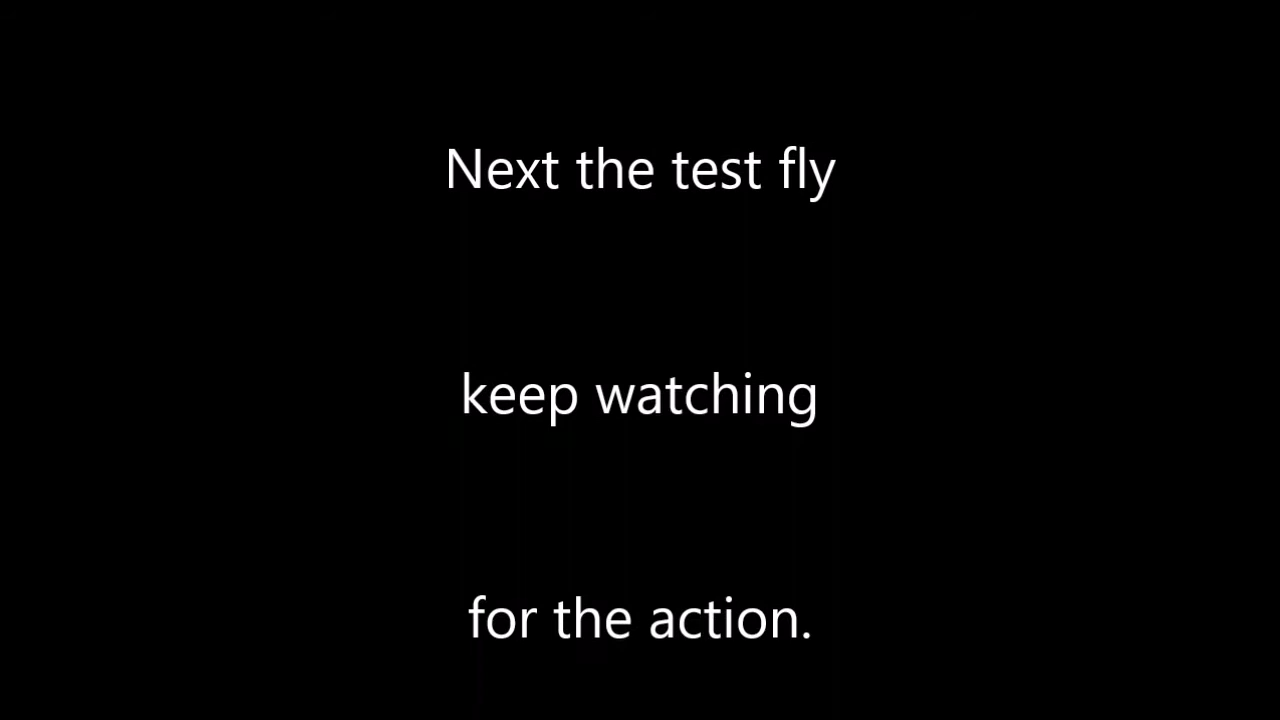 Next the test fly
keep watching
for the action.